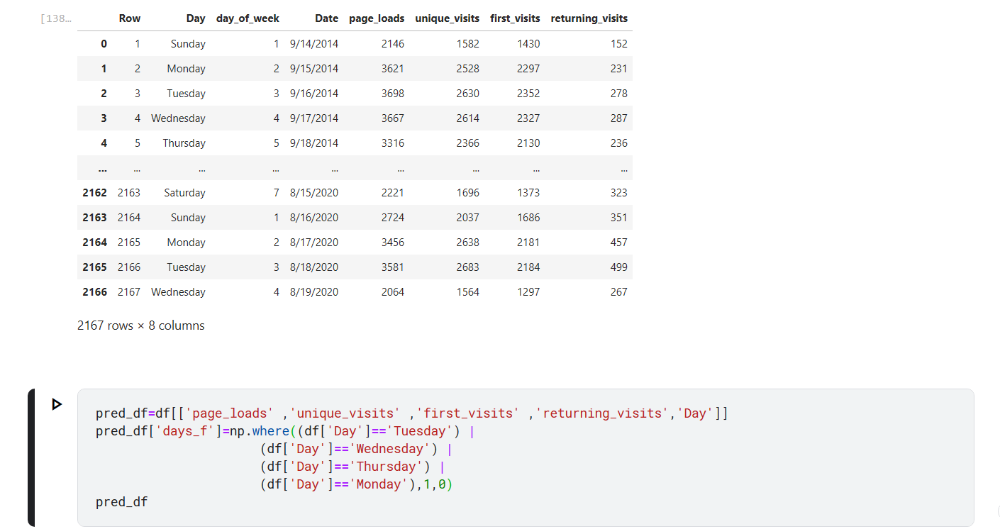 [138… Row Day day_of_week Date page_loads unique_visits first_visits returning_visits
0 1 Sunday 1 9/14/2014 2146 1582 1430 152
1 2 Monday 2 9/15/2014 3621 2528 2297 231
2 3 Tuesday 3 9/16/2014 3698 2630 2352 278
3 4 Wednesday 4 9/17/2014 3667 2614 2327 287
4 5 Thursday 5 9/18/2014 3316 2366 2130 236
... ... ... ... ... ... ... ... ...
2162 2163 Saturday 7 8/15/2020 2221 1696 1373 323
2163 2164 Sunday 1 8/16/2020 2724 2037 1686 351
2164 2165 Monday 2 8/17/2020 3456 2638 2181 457
2165 2166 Tuesday 3 8/18/2020 3581 2683 2184 499
2166 2167 Wednesday 4 8/19/2020 2064 1564 1297 267
2167 rows × 8 columns
pred_df=df[['page_loads' ,'unique_visits' ,'first_visits' ,'returning_visits','Day']]
pred_df['days_f']=np.where((df['Day']=='Tuesday') |
(df['Day']=='Wednesday') |
(df['Day']=='Thursday') |
(df['Day']=='Monday'),1,0)
pred_df